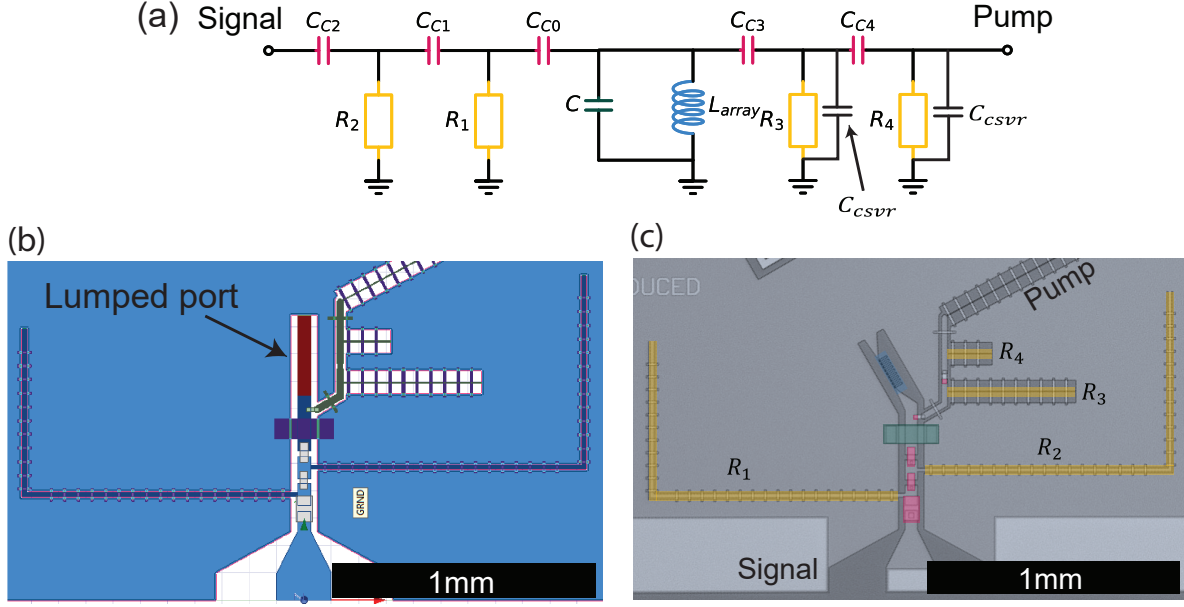 (a)
Signal
C_C2
C_C1
C_C0
C_C3
C_C4
Pump
R_2
R_1
C
L_array
R_3
R_4
C_csvr
C_csvr
(b)
Lumped port
GRND
1mm
(c)
DUCED
Pump
R_4
R_3
R_1
R_2
Signal
1mm